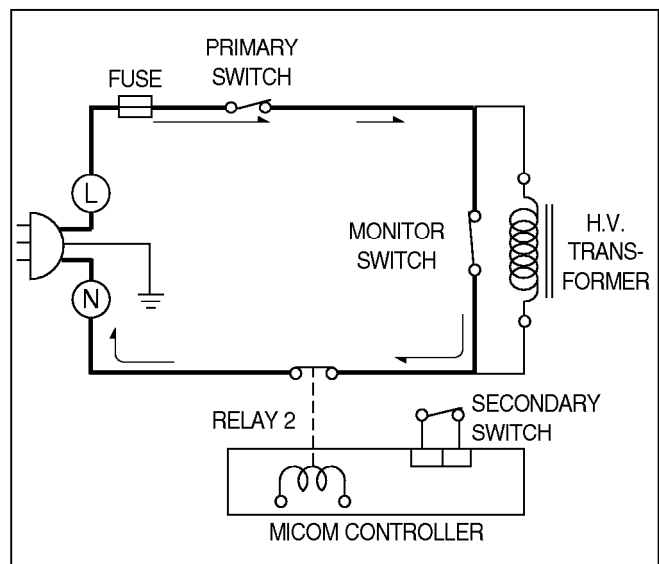 PRIMARY
SWITCH
FUSE
L
MONITOR
SWITCH
H.V.
TRANS-
FORMER
N
RELAY 2
SECONDARY
SWITCH
MICOM CONTROLLER